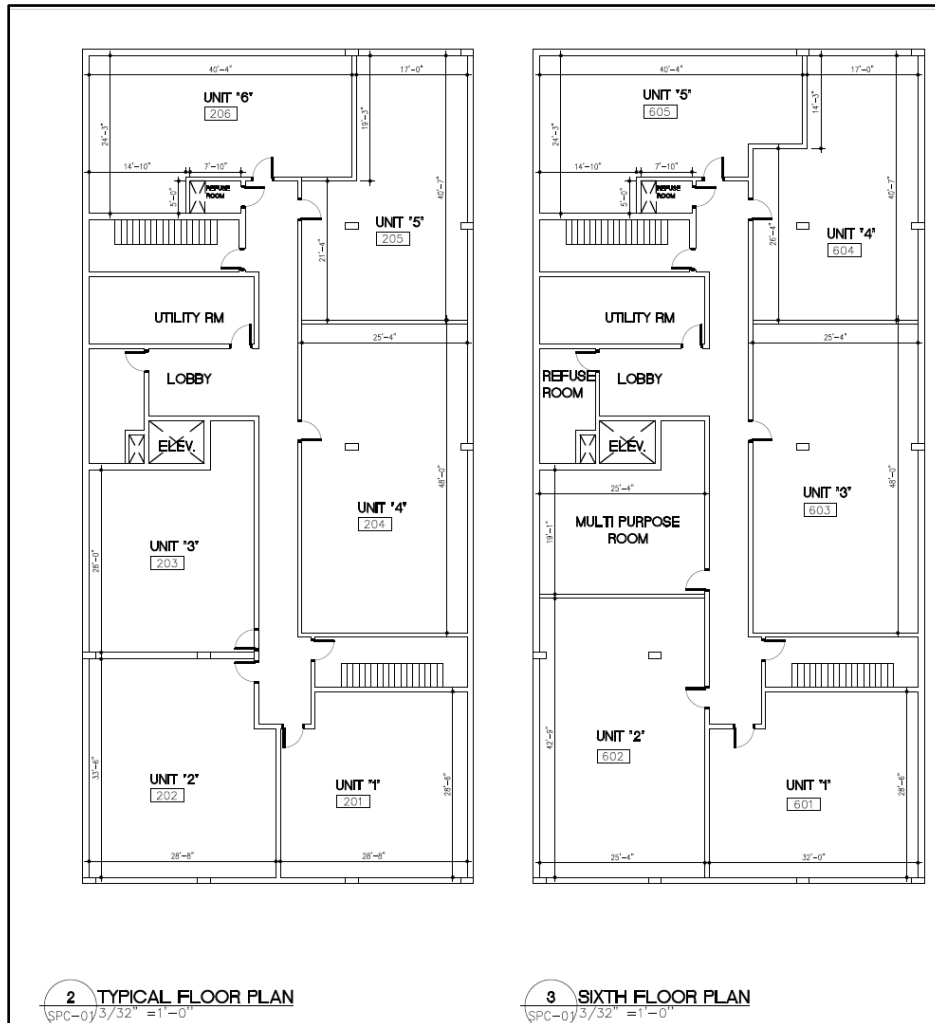 40'-4"
17'-0"
UNIT "6"
206
24'-3"
19'-3"
14'-10"
7'-10"
REFUSE
ROOM
5'-0"
40'-7"
UNIT "5"
205
21'-4"
UTILITY RM
25'-4"
LOBBY
ELEV.
UNIT "4"
204
48'-0"
UNIT "3"
203
28'-0"
UNIT "2"
202
33'-6"
UNIT "1"
201
28'-6"
28'-8"
28'-8"
2 TYPICAL FLOOR PLAN
SPC-01 3/32" =1'-0"
40'-4"
17'-0"
UNIT "5"
605
24'-3"
14'-3"
14'-10"
7'-10"
REFUSE
ROOM
5'-0"
40'-7"
UNIT "4"
604
26'-4"
UTILITY RM
25'-4"
REFUSE
ROOM
LOBBY
ELEV.
25'-4"
UNIT "3"
603
48'-0"
MULTI PURPOSE
ROOM
19'-1"
UNIT "2"
602
42'-9"
UNIT "1"
601
28'-6"
25'-4"
32'-0"
3 SIXTH FLOOR PLAN
SPC-01 3/32" =1'-0"